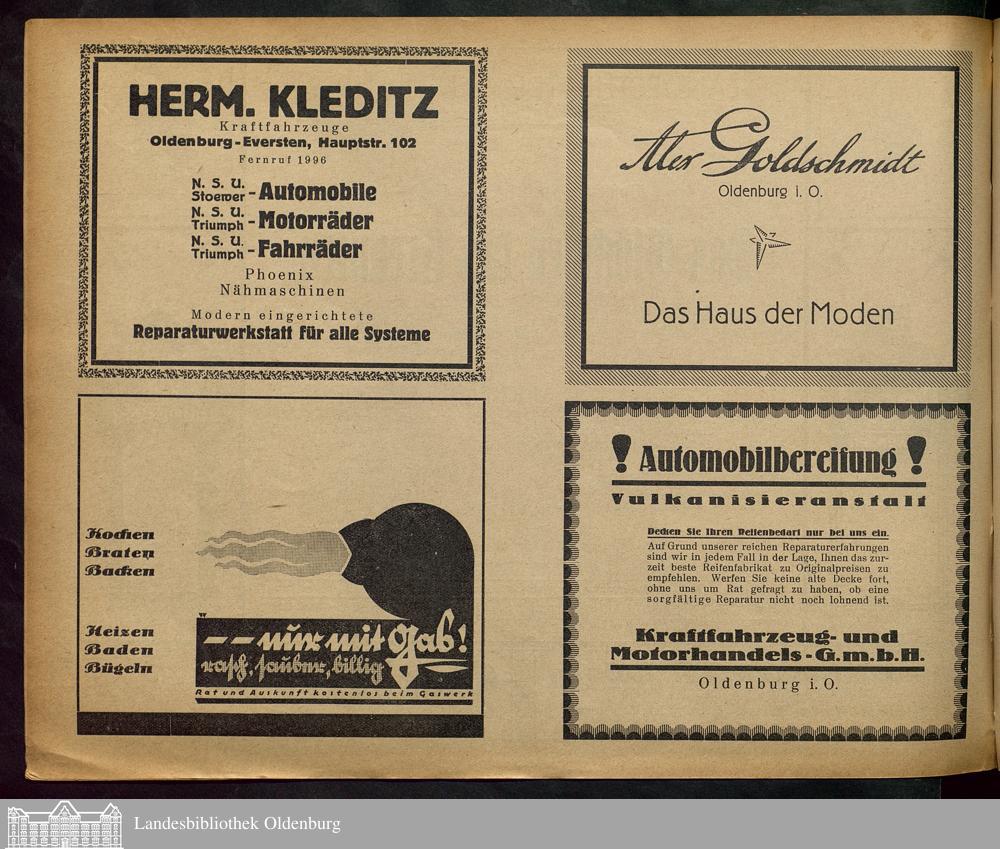 HERM. KLEDITZ
Kraftfahrzeuge
Oldenburg-Eversten, Hauptstr. 102
Fernruf 1996
N. S. U.
Stoewer - Automobile
N. S. U.
Triumph - Motorräder
N. S. U.
Triumph - Fahrräder
Phoenix
Nähmaschinen
Modern eingerichtete
Reparaturwerkstatt für alle Systeme
Alex Goldschmidt
Oldenburg i. O.
Das Haus der Moden
Kochen
Braten
Backen
Heizen
Baden
Bügeln
-- nur mit Gas!
rasch, sauber, billig
Rat und Auskunft kostenlos beim Gaswerk
! Automobilbereifung !
Vulkanisieranstalt
Decken Sie Ihren Reifenbedarf nur bei uns ein.
Auf Grund unserer reichen Reparaturerfahrungen
sind wir in jedem Fall in der Lage, Ihnen das zur-
zeit beste Reifenfabrikat zu Originalpreisen zu
empfehlen. Werfen Sie keine alte Decke fort,
ohne uns um Rat gefragt zu haben, ob eine
sorgfältige Reparatur nicht noch lohnend ist.
Kraftfahrzeug- und
Motorhandels-G.m.b.H.
Oldenburg i. O.
Landesbibliothek Oldenburg